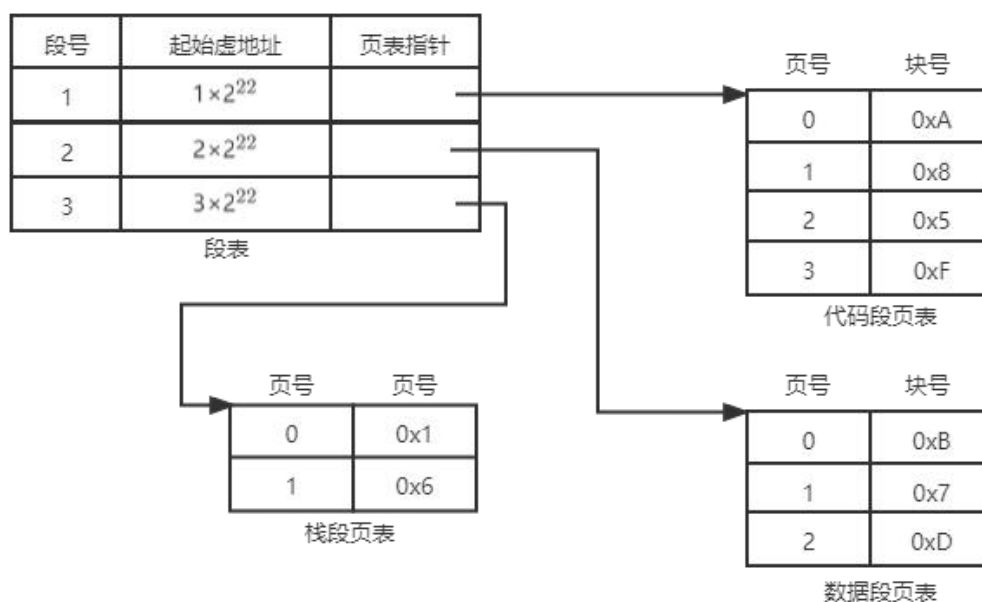 段号 起始虚地址 页表指针
1 1×2²²
2 2×2²²
3 3×2²²
段表
页号 块号
0 0xA
1 0x8
2 0x5
3 0xF
代码段页表
页号 页号
0 0x1
1 0x6
栈段页表
页号 块号
0 0xB
1 0x7
2 0xD
数据段页表